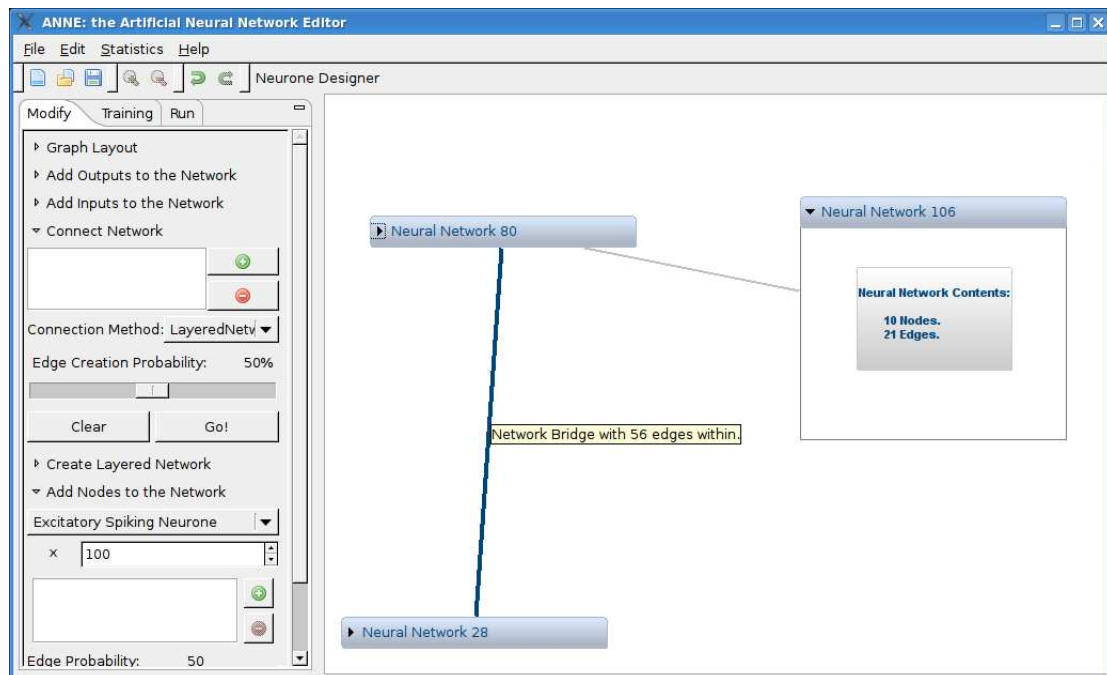 ANNE: the Artificial Neural Network Editor
File Edit Statistics Help
Neurone Designer
Modify Training Run
Graph Layout
Add Outputs to the Network
Add Inputs to the Network
Connect Network
Connection Method: LayeredNetw
Edge Creation Probability: 50%
Clear Go!
Create Layered Network
Add Nodes to the Network
Excitatory Spiking Neurone
x 100
Edge Probability: 50
Neural Network 80
Neural Network 106
Neural Network Contents:
10 Nodes.
21 Edges.
Network Bridge with 56 edges within.
Neural Network 28